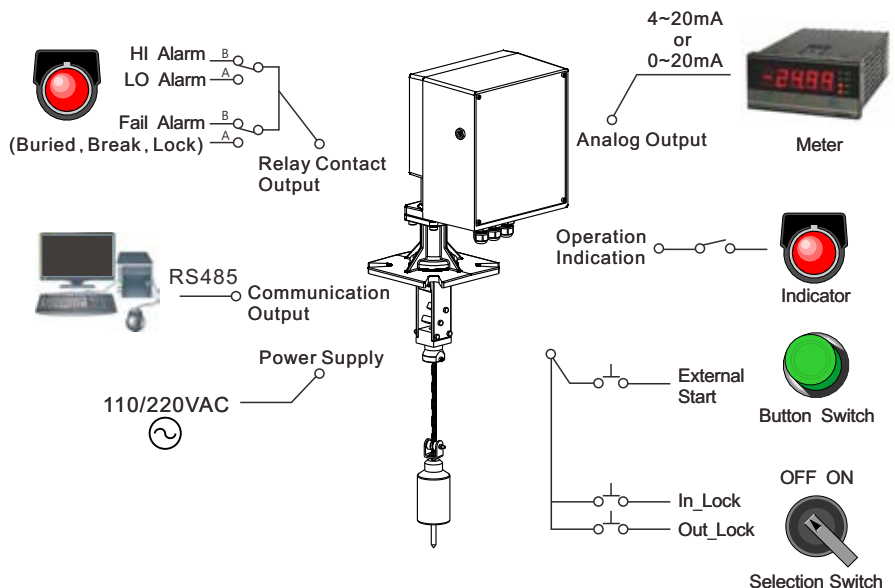 HI Alarm B
LO Alarm A
Fail Alarm B
(Buried, Break, Lock) A
Relay Contact
Output
4~20mA
or
0~20mA
Analog Output
-24.99
Meter
RS485
Communication
Output
Operation
Indication
Indicator
Power Supply
110/220VAC
External
Start
Button Switch
In_Lock
Out_Lock
OFF ON
Selection Switch